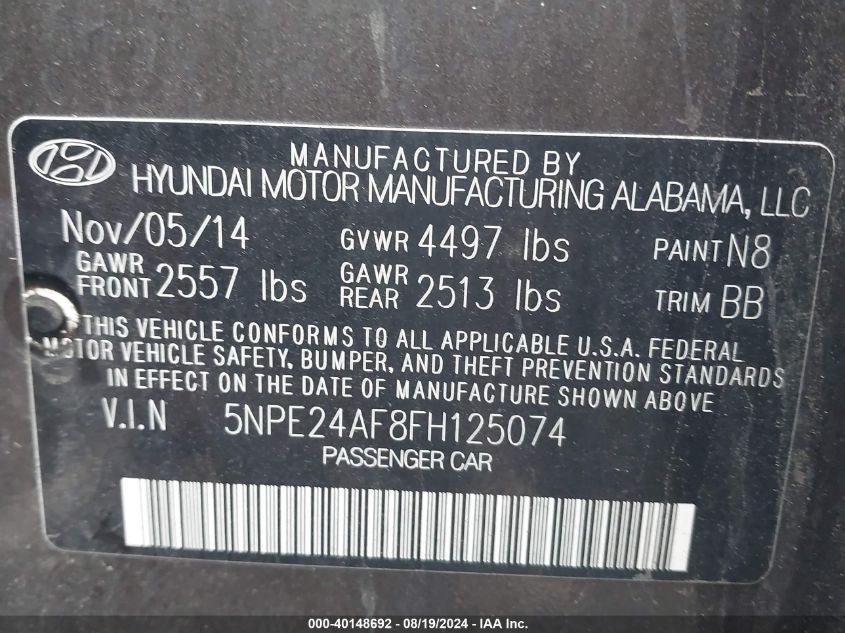 MANUFACTURED BY
HYUNDAI MOTOR MANUFACTURING ALABAMA, LLC
Nov/05/14 GVWR 4497 lbs PAINT N8
GAWR FRONT 2557 lbs GAWR REAR 2513 lbs TRIM BB
THIS VEHICLE CONFORMS TO ALL APPLICABLE U.S.A. FEDERAL
MOTOR VEHICLE SAFETY, BUMPER, AND THEFT PREVENTION STANDARDS
IN EFFECT ON THE DATE OF MANUFACTURE SHOWN ABOVE
V.I.N 5NPE24AF8FH125074
PASSENGER CAR
000-40148692 - 08/19/2024 - IAA Inc.